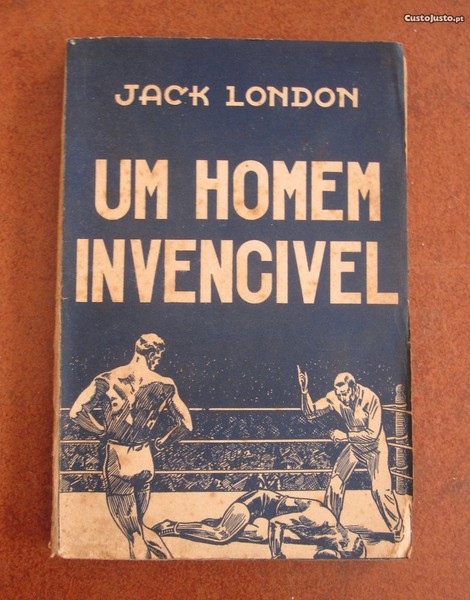 CustoJusto.pt
JACK LONDON
UM HOMEM
INVENCIVEL